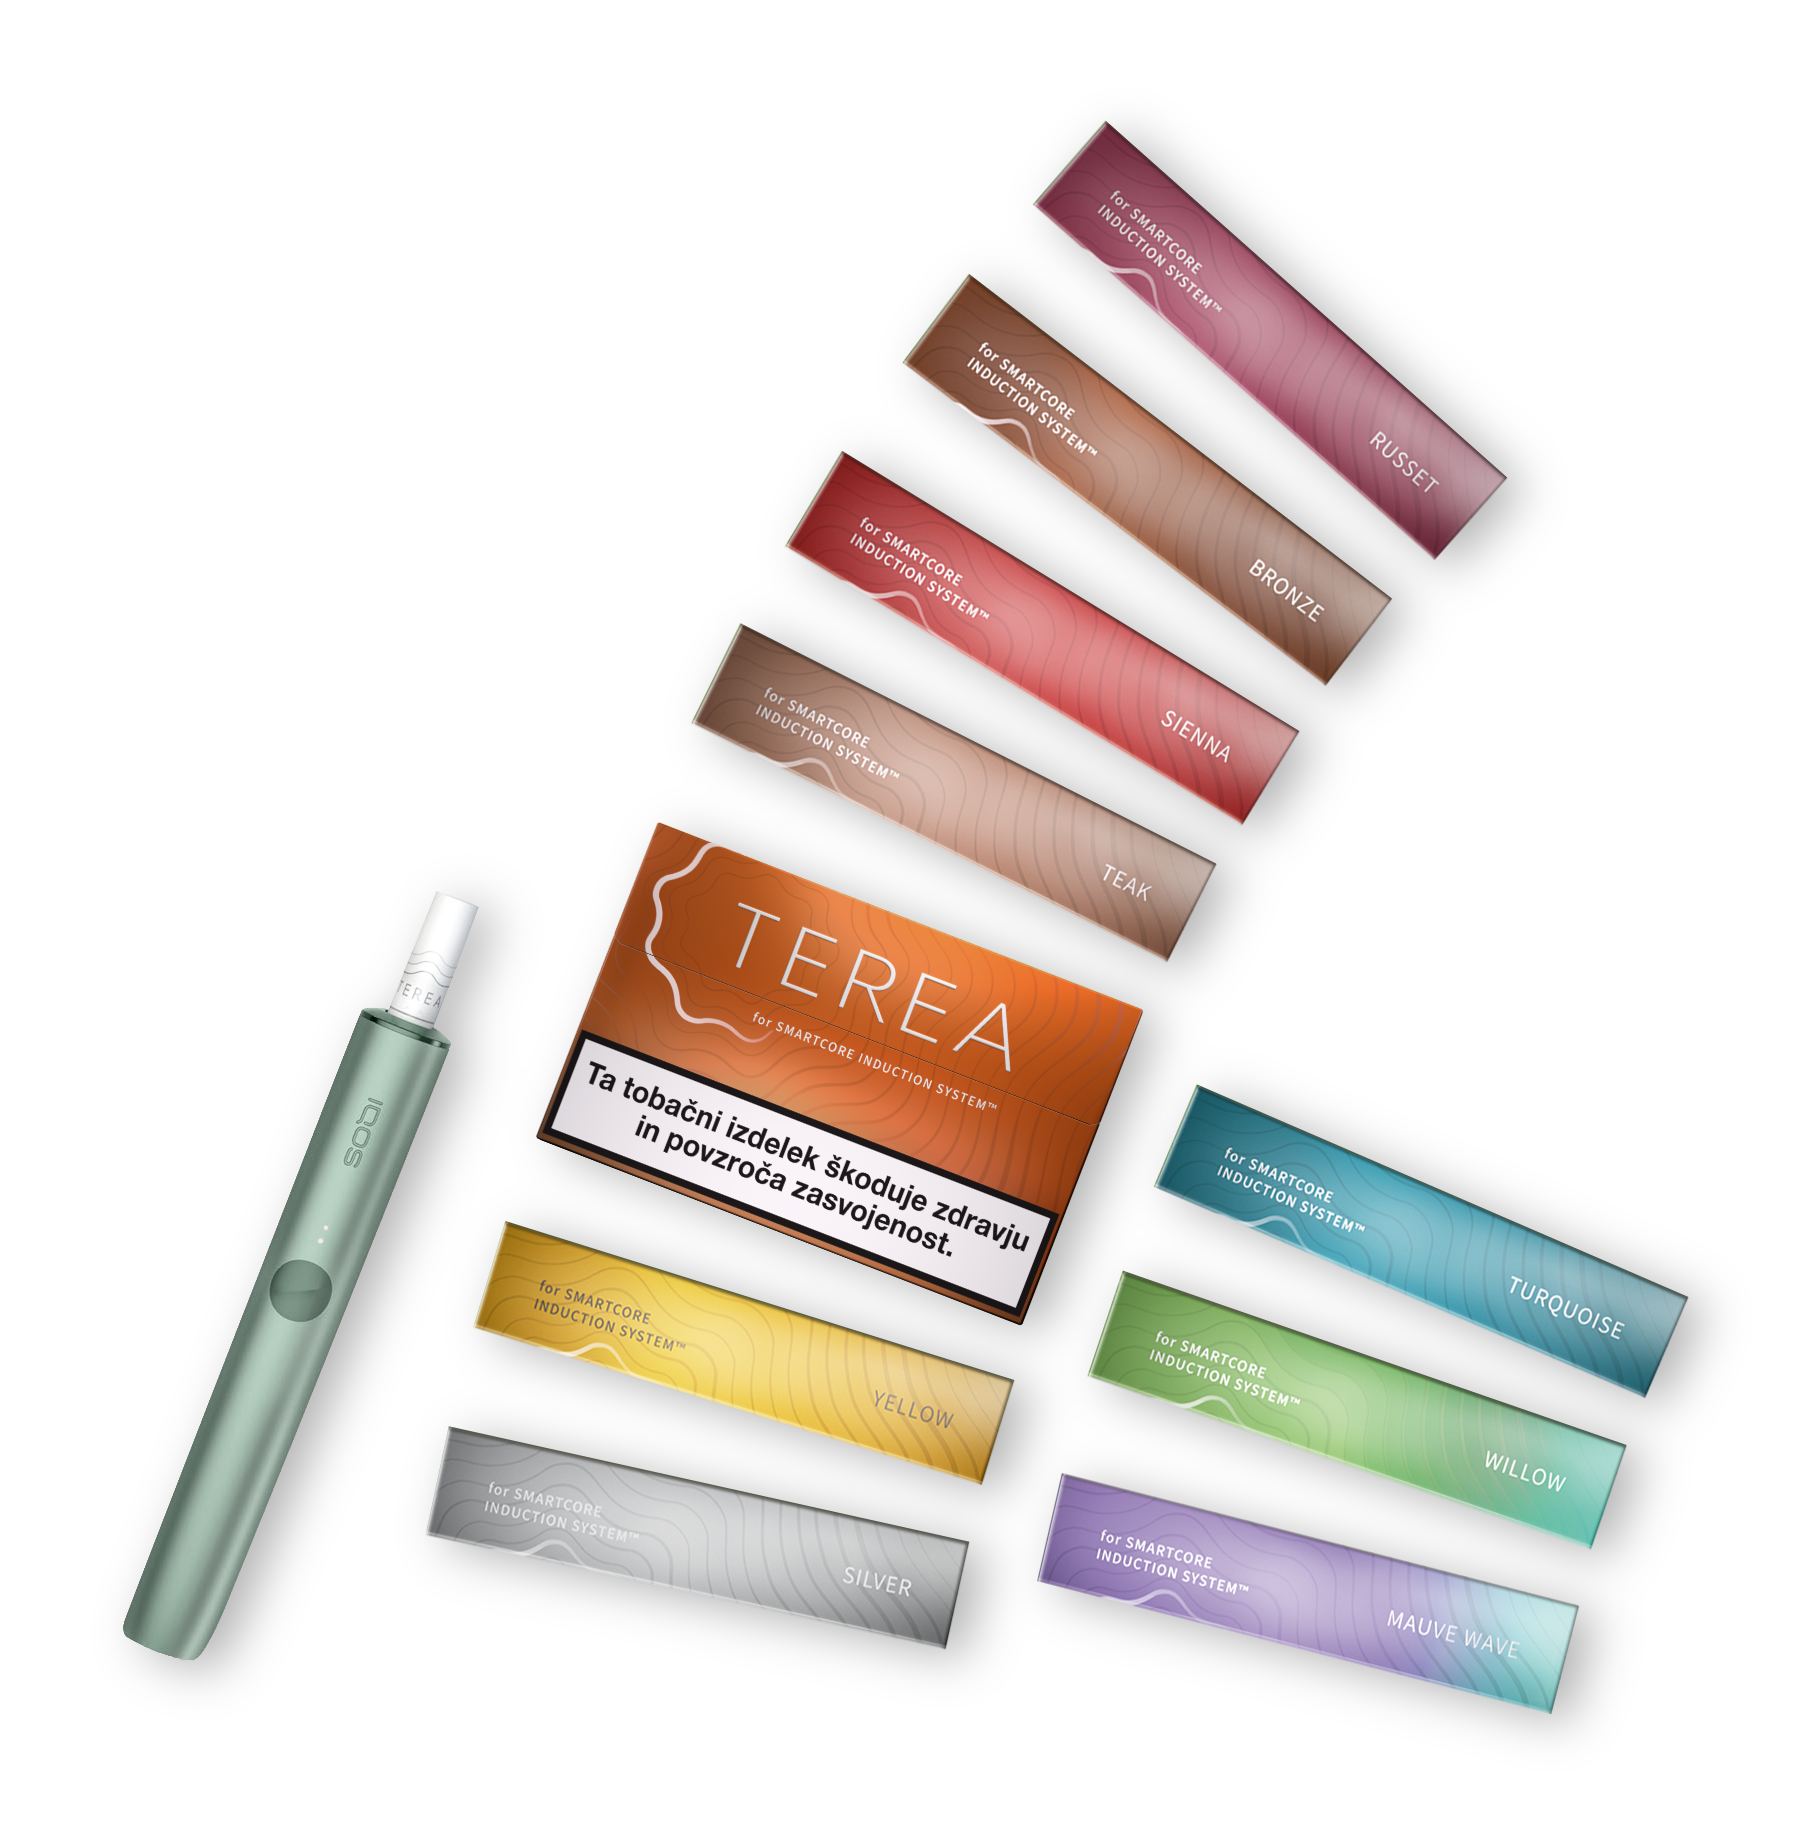 for SMARTCORE
INDUCTION SYSTEM™
RUSSET
for SMARTCORE
INDUCTION SYSTEM™
BRONZE
for SMARTCORE
INDUCTION SYSTEM™
SIENNA
for SMARTCORE
INDUCTION SYSTEM™
TEAK
TEREA
for SMARTCORE INDUCTION SYSTEM™
Ta tobačni izdelek škoduje zdravju
in povzroča zasvojenost.
TEREA
IQOS
for SMARTCORE
INDUCTION SYSTEM™
TURQUOISE
for SMARTCORE
INDUCTION SYSTEM™
YELLOW
for SMARTCORE
INDUCTION SYSTEM™
WILLOW
for SMARTCORE
INDUCTION SYSTEM™
SILVER
for SMARTCORE
INDUCTION SYSTEM™
MAUVE WAVE